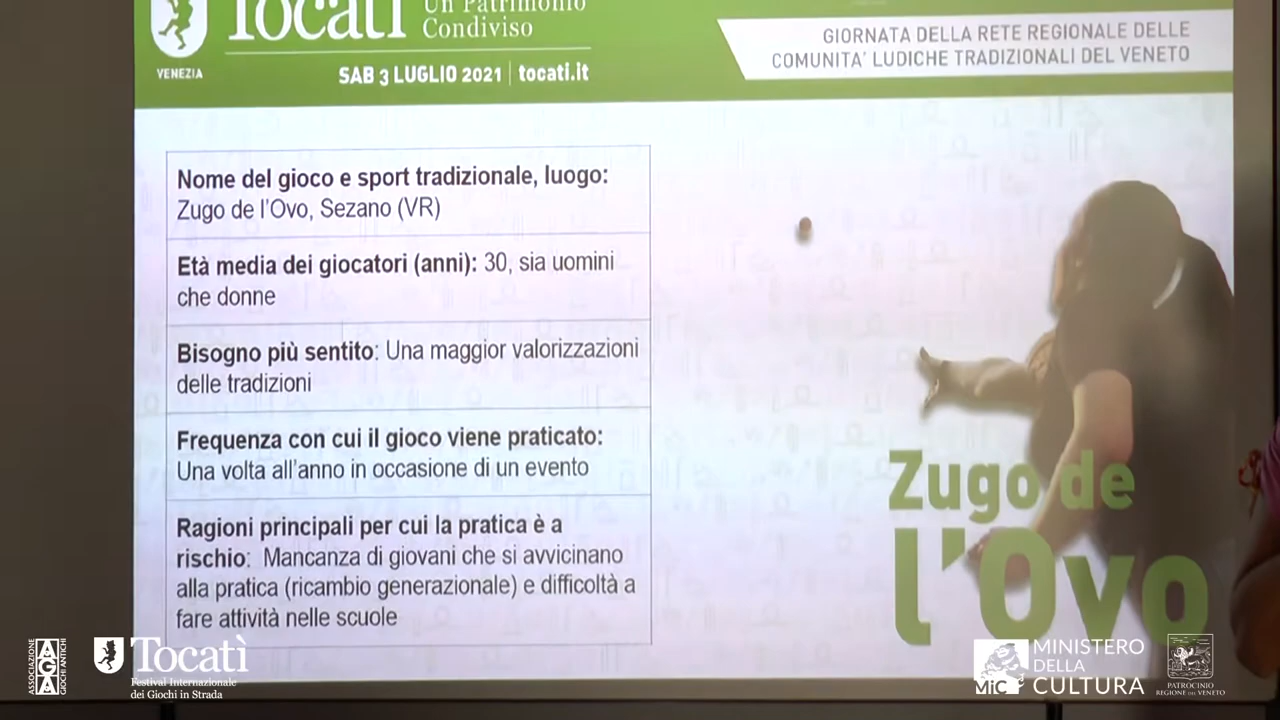 Tocatì
Un Patrimonio
Condiviso
VENEZIA
SAB 3 LUGLIO 2021 | tocati.it
GIORNATA DELLA RETE REGIONALE DELLE
COMUNITA' LUDICHE TRADIZIONALI DEL VENETO
Nome del gioco e sport tradizionale, luogo:
Zugo de l'Ovo, Sezano (VR)
Età media dei giocatori (anni): 30, sia uomini
che donne
Bisogno più sentito: Una maggior valorizzazioni
delle tradizioni
Frequenza con cui il gioco viene praticato:
Una volta all'anno in occasione di un evento
Ragioni principali per cui la pratica è a
rischio: Mancanza di giovani che si avvicinano
alla pratica (ricambio generazionale) e difficoltà a
fare attività nelle scuole
Zugo de
l'Ovo
ASSOCIAZIONE
AGA
GIOCHI ANTICHI
Tocatì
Festival Internazionale
dei Giochi in Strada
MiC
MINISTERO
DELLA
CULTURA
PATROCINIO
REGIONE DEL VENETO